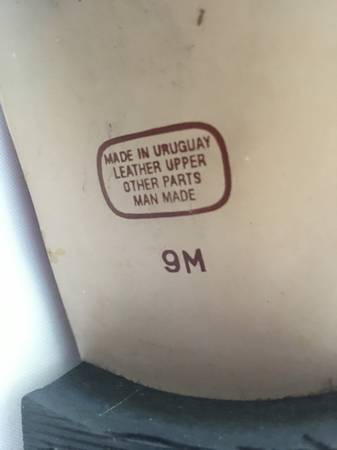 MADE IN URUGUAY
LEATHER UPPER
OTHER PARTS
MAN MADE
9M